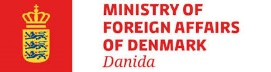 MINISTRY OF
FOREIGN AFFAIRS
OF DENMARK
Danida